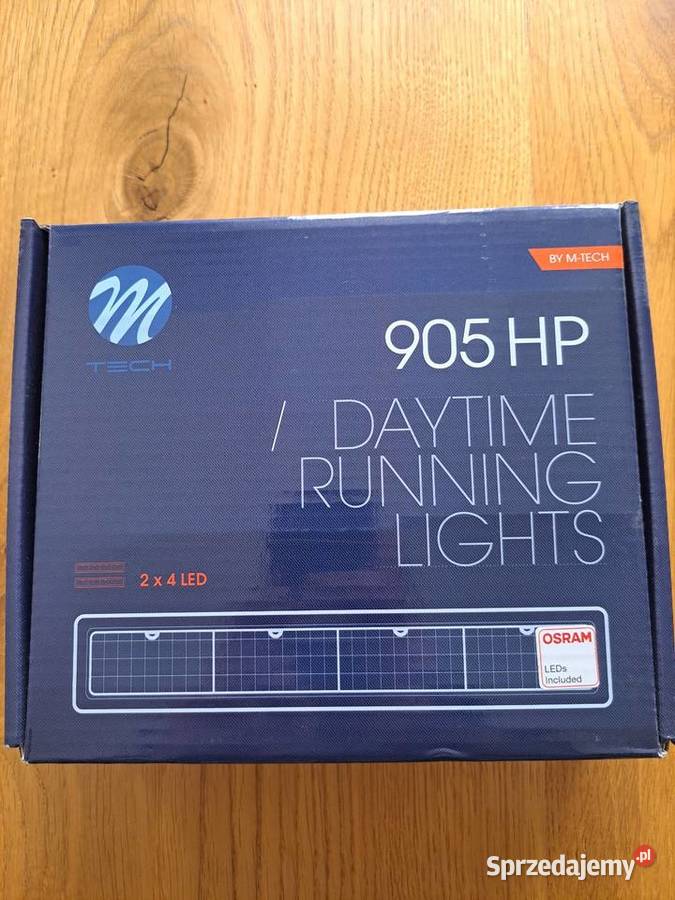 BY M-TECH
M
TECH
905 HP
/ DAYTIME
RUNNING
LIGHTS
2 x 4 LED
OSRAM
LEDs
Included
Sprzedajemy.pl